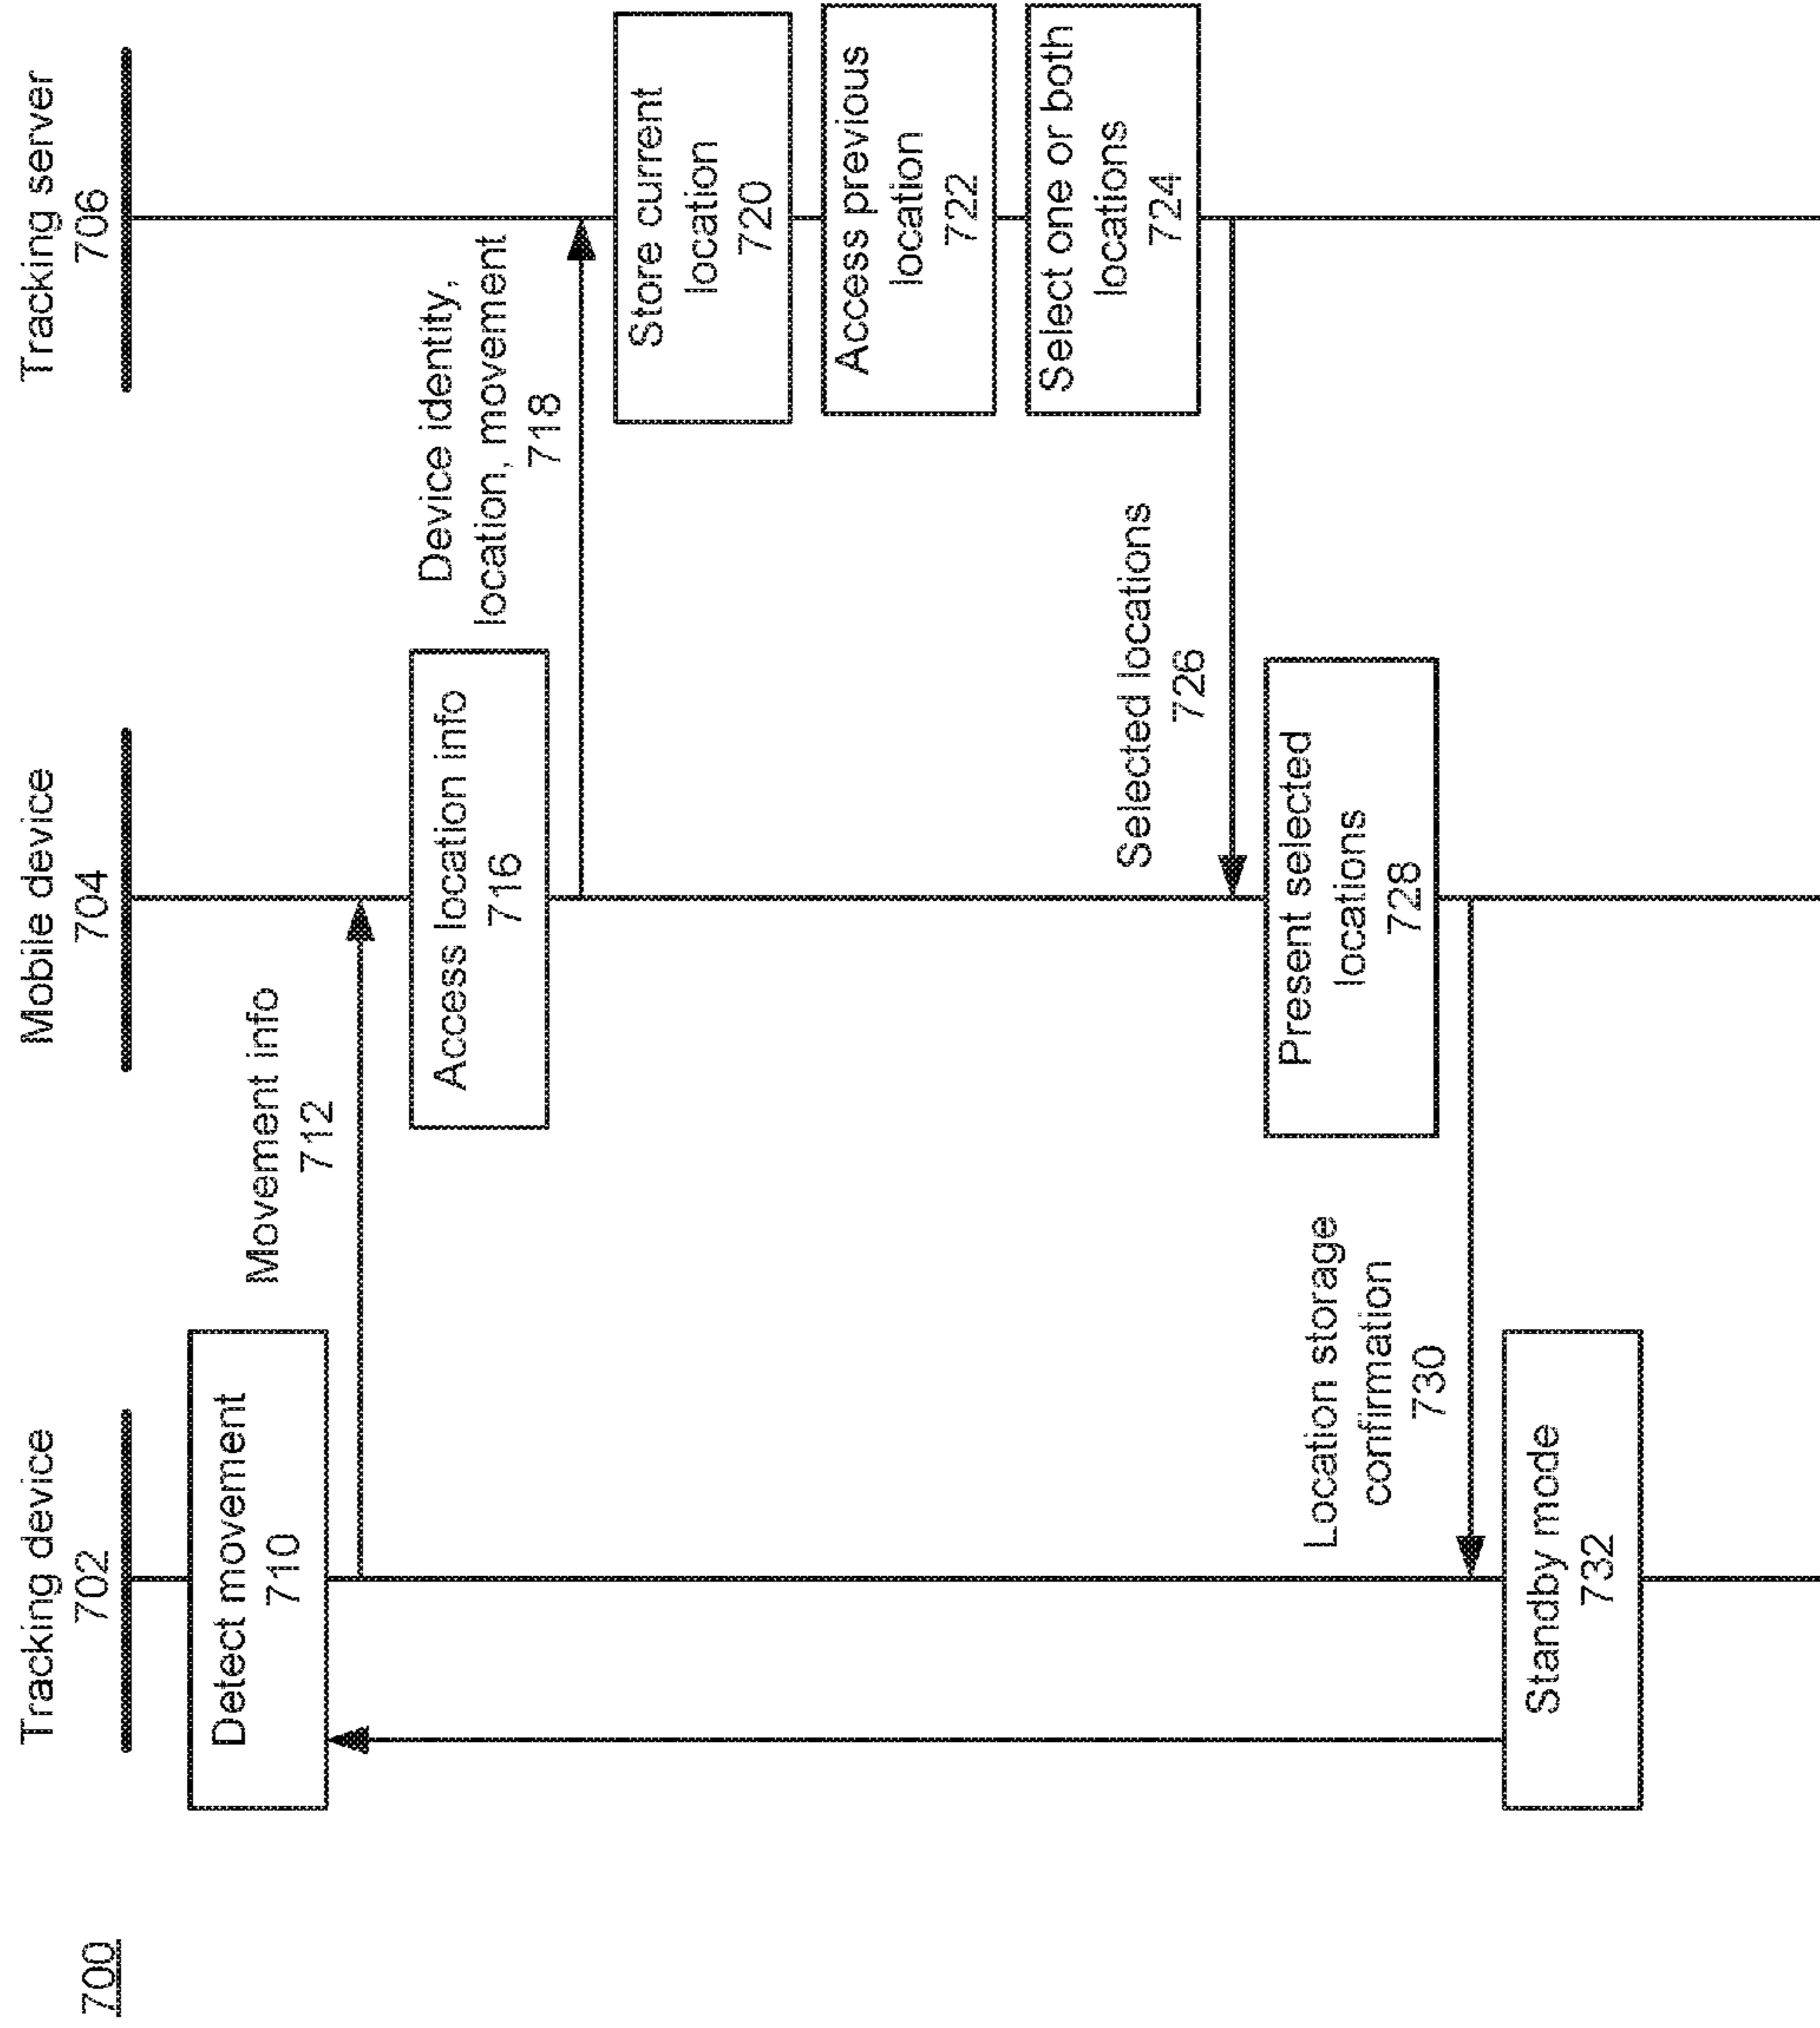 700
Tracking device
702
Mobile device
704
Tracking server
706
Detect movement
710
Movement info
712
Access location info
716
Device identity,
location, movement
718
Store current
location
720
Access previous
location
722
Select one or both
locations
724
Selected locations
726
Present selected
locations
728
Location storage
confirmation
730
Standby mode
732